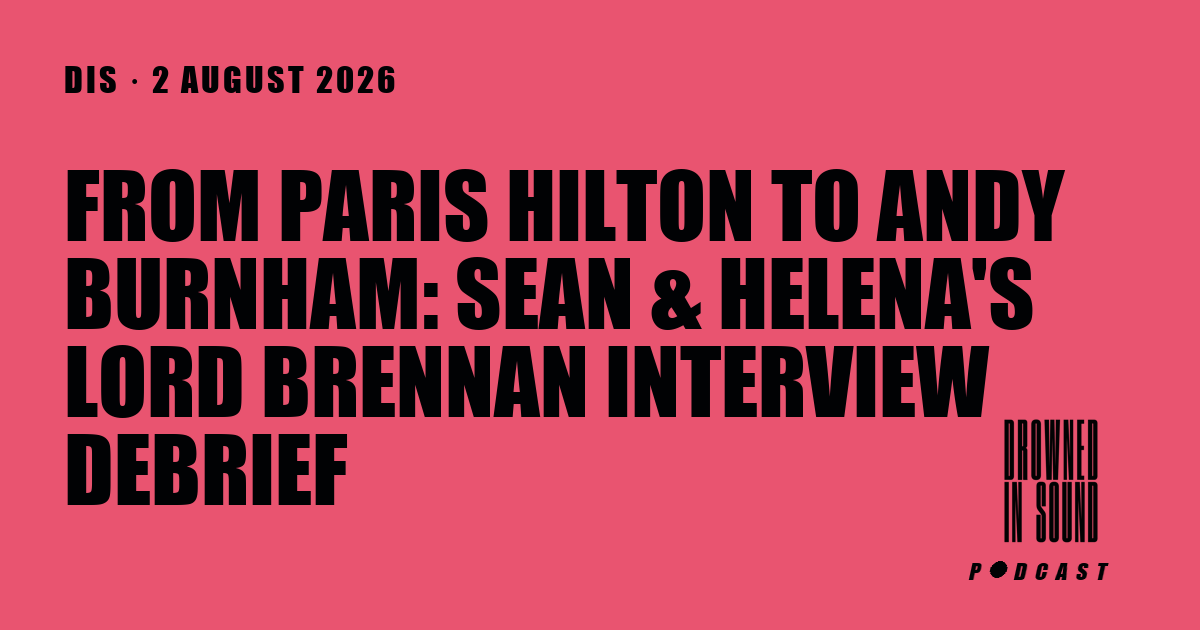 DIS · 2 AUGUST 2026
FROM PARIS HILTON TO ANDY
BURNHAM: SEAN & HELENA'S
LORD BRENNAN INTERVIEW
DEBRIEF
DROWNED
IN SOUND
PODCAST